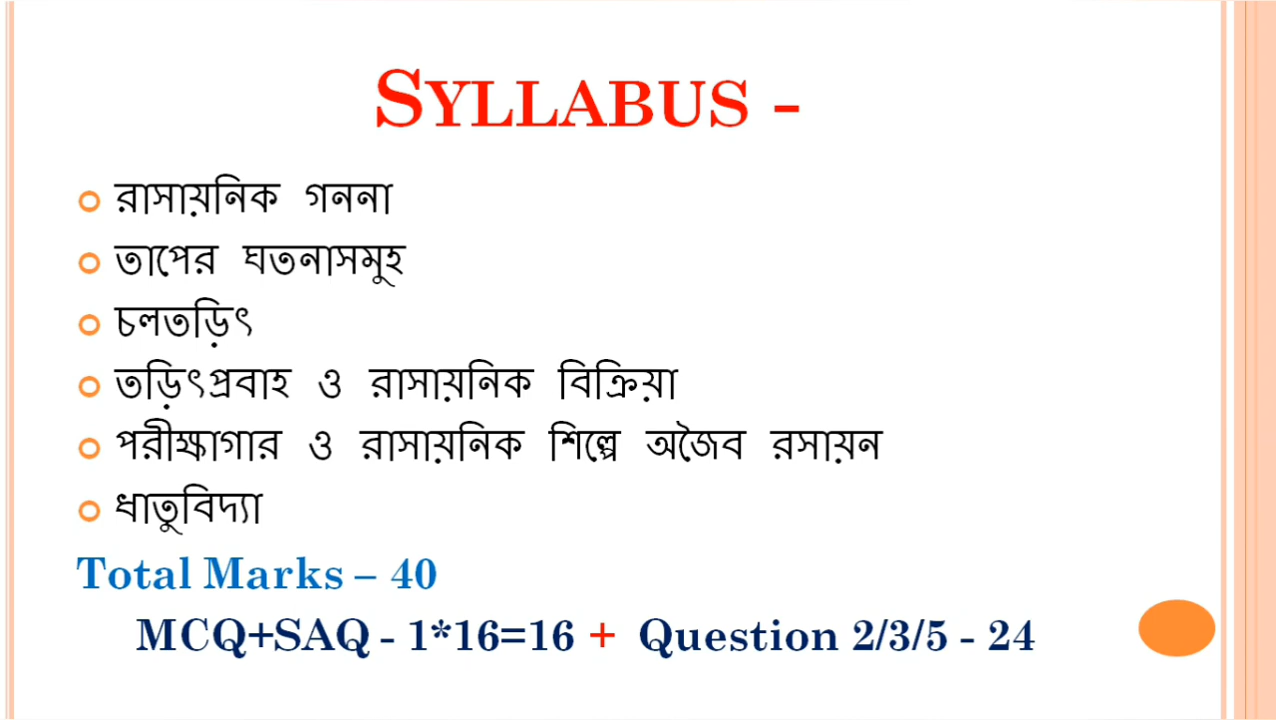 SYLLABUS -
রাসায়নিক গননা
তাপের ঘতনাসমুহ
চলতড়িৎ
তড়িৎপ্রবাহ ও রাসায়নিক বিক্রিয়া
পরীক্ষাগার ও রাসায়নিক শিল্পে অজৈব রসায়ন
ধাতুবিদ্যা
Total Marks – 40
MCQ+SAQ - 1*16=16 + Question 2/3/5 - 24